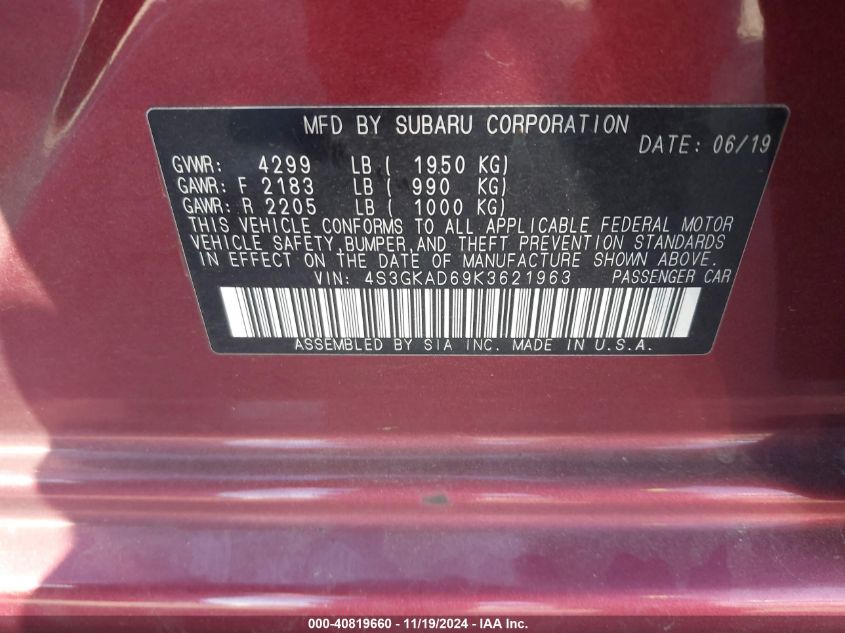 MFD BY SUBARU CORPORATION
DATE: 06/19
GVWR: 4299 LB ( 1950 KG)
GAWR: F 2183 LB ( 990 KG)
GAWR: R 2205 LB ( 1000 KG)
THIS VEHICLE CONFORMS TO ALL APPLICABLE FEDERAL MOTOR
VEHICLE SAFETY,BUMPER,AND THEFT PREVENTION STANDARDS
IN EFFECT ON THE DATE OF MANUFACTURE SHOWN ABOVE.
VIN: 4S3GKAD69K3621963 PASSENGER CAR
ASSEMBLED BY SIA INC. MADE IN U.S.A.
000-40819660 - 11/19/2024 - IAA Inc.